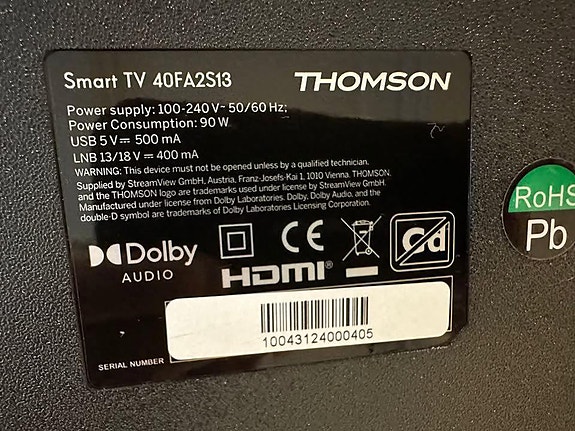 Smart TV 40FA2S13 THOMSON
Power supply: 100-240 V~ 50/60 Hz;
Power Consumption: 90 W
USB 5 V⎓ 500 mA
LNB 13/18 V⎓ 400 mA
WARNING: This device must not be opened unless by a qualified technician.
Supplied by StreamView GmbH, Austria, Franz-Josefs-Kai 1, 1010 Vienna. THOMSON,
and the THOMSON logo are trademarks used under license by StreamView GmbH.
Manufactured under license from Dolby Laboratories. Dolby, Dolby Audio, and the
double-D symbol are trademarks of Dolby Laboratories Licensing Corporation.
Dolby
AUDIO
CE
Cd
HDMI®
10043124000405
SERIAL NUMBER
RoHS
Pb